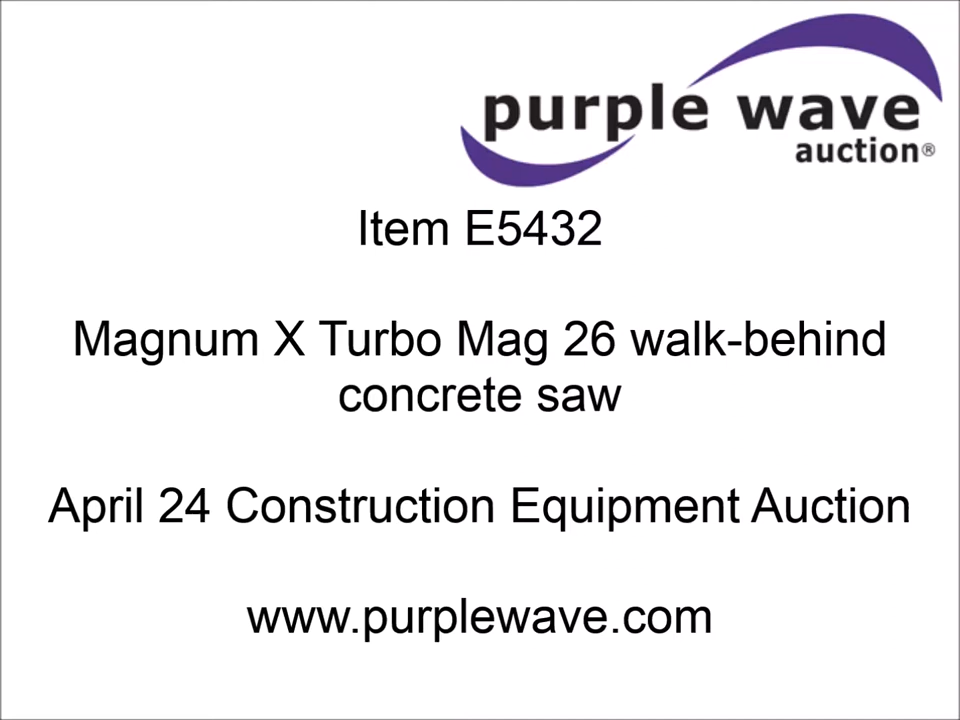 purple wave
auction®
Item E5432
Magnum X Turbo Mag 26 walk-behind
concrete saw
April 24 Construction Equipment Auction
www.purplewave.com